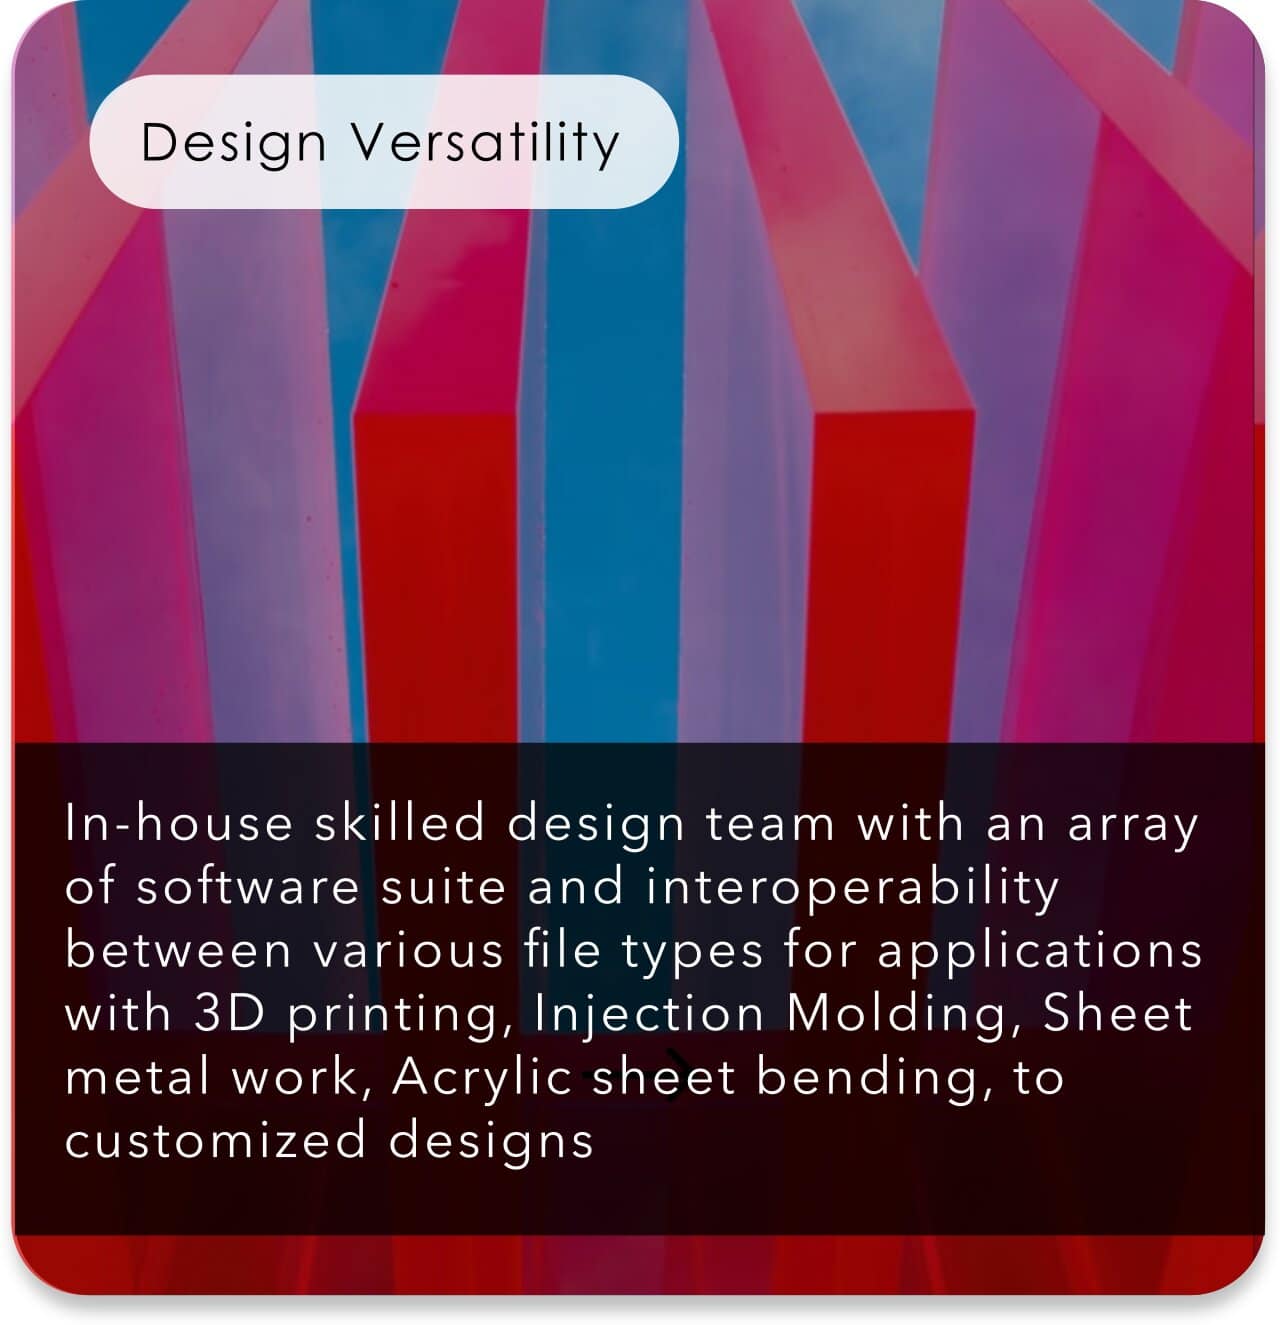 Design Versatility
In-house skilled design team with an array
of software suite and interoperability
between various file types for applications
with 3D printing, Injection Molding, Sheet
metal work, Acrylic sheet bending, to
customized designs